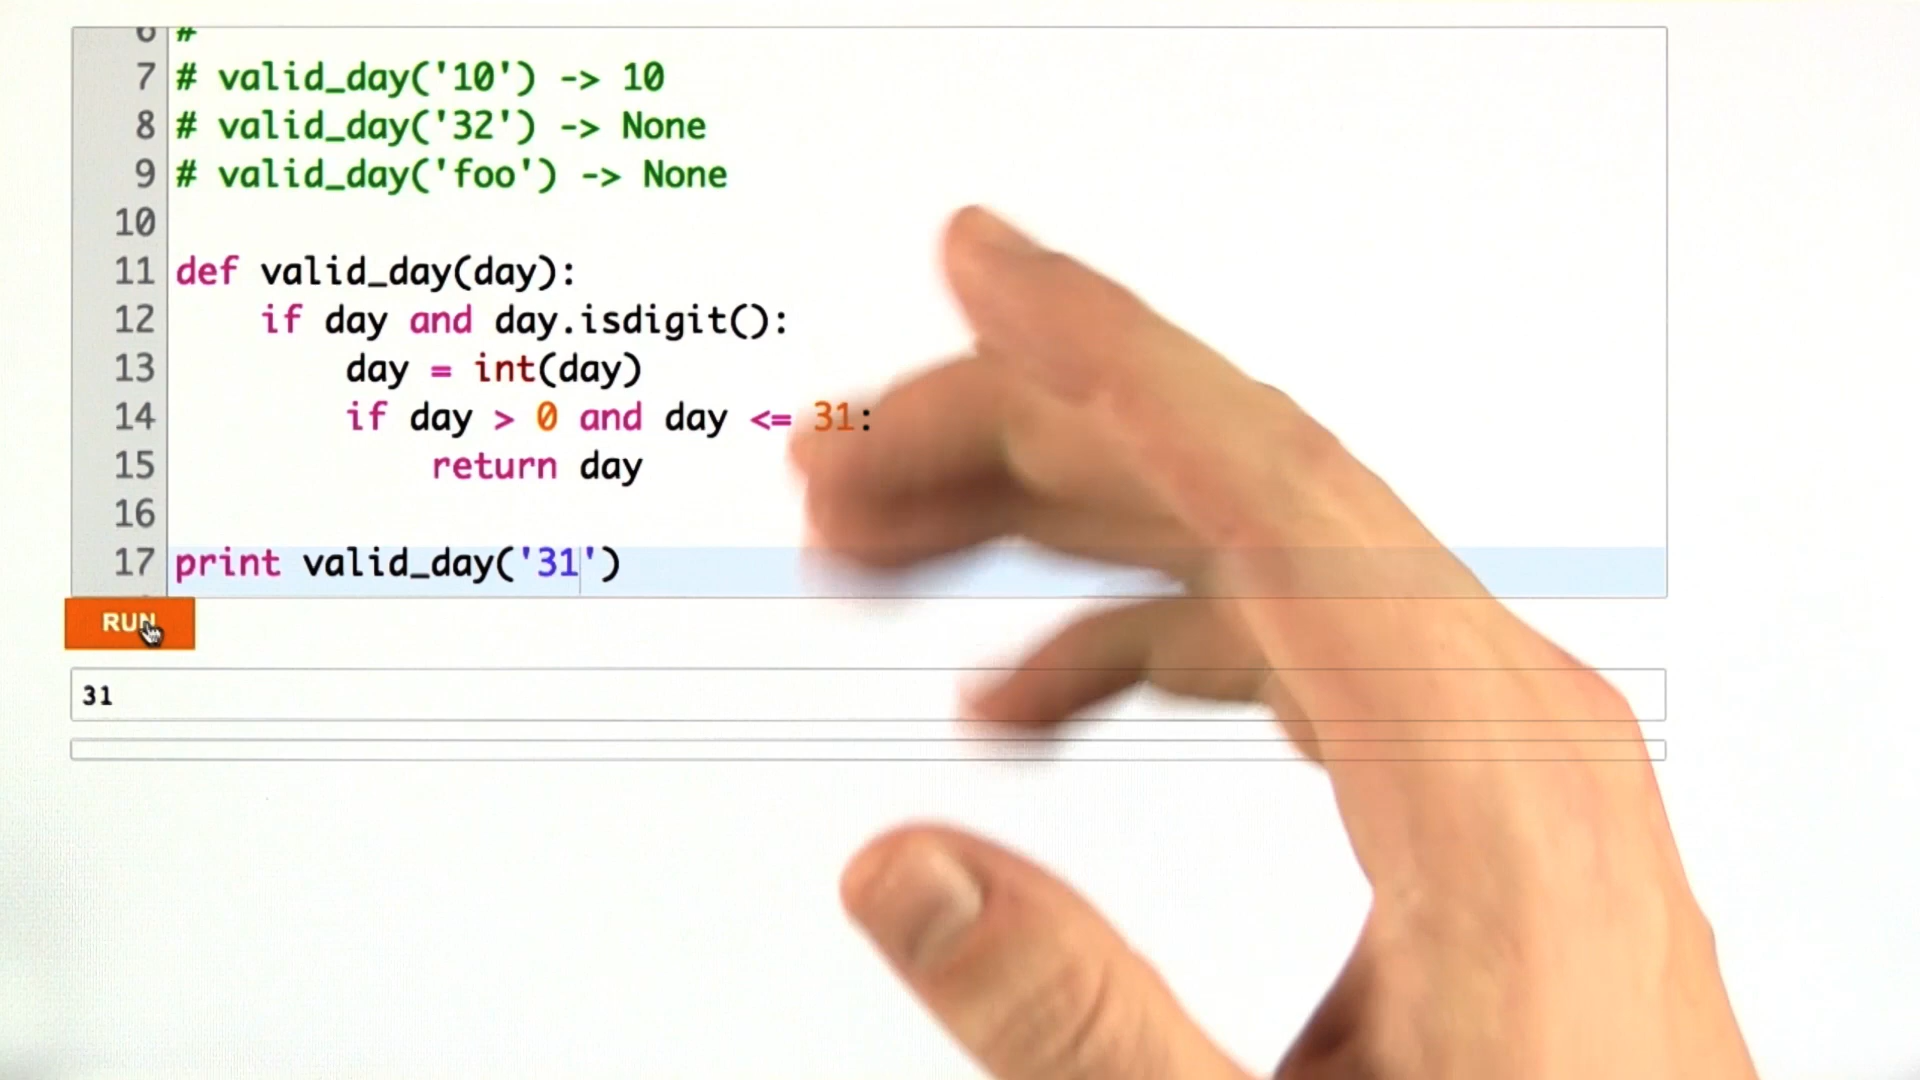 6 #
7 # valid_day('10') -> 10
8 # valid_day('32') -> None
9 # valid_day('foo') -> None
10
11 def valid_day(day):
12     if day and day.isdigit():
13         day = int(day)
14         if day > 0 and day <= 31:
15             return day
16
17 print valid_day('31')
RUN
31